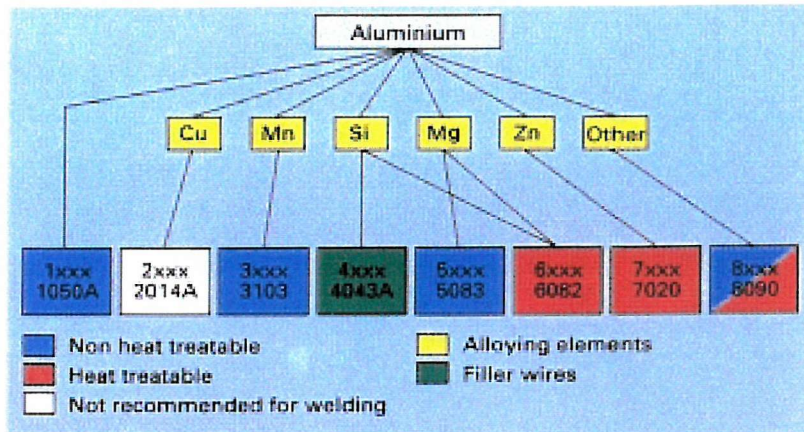 Aluminium
Cu Mn Si Mg Zn Other
1xxx 2xxx 3xxx 4xxx 5xxx 6xxx 7xxx 8xxx
1050A 2014A 3103 4043A 5083 6082 7020 8090
Non heat treatable Alloying elements
Heat treatable Filler wires
Not recommended for welding